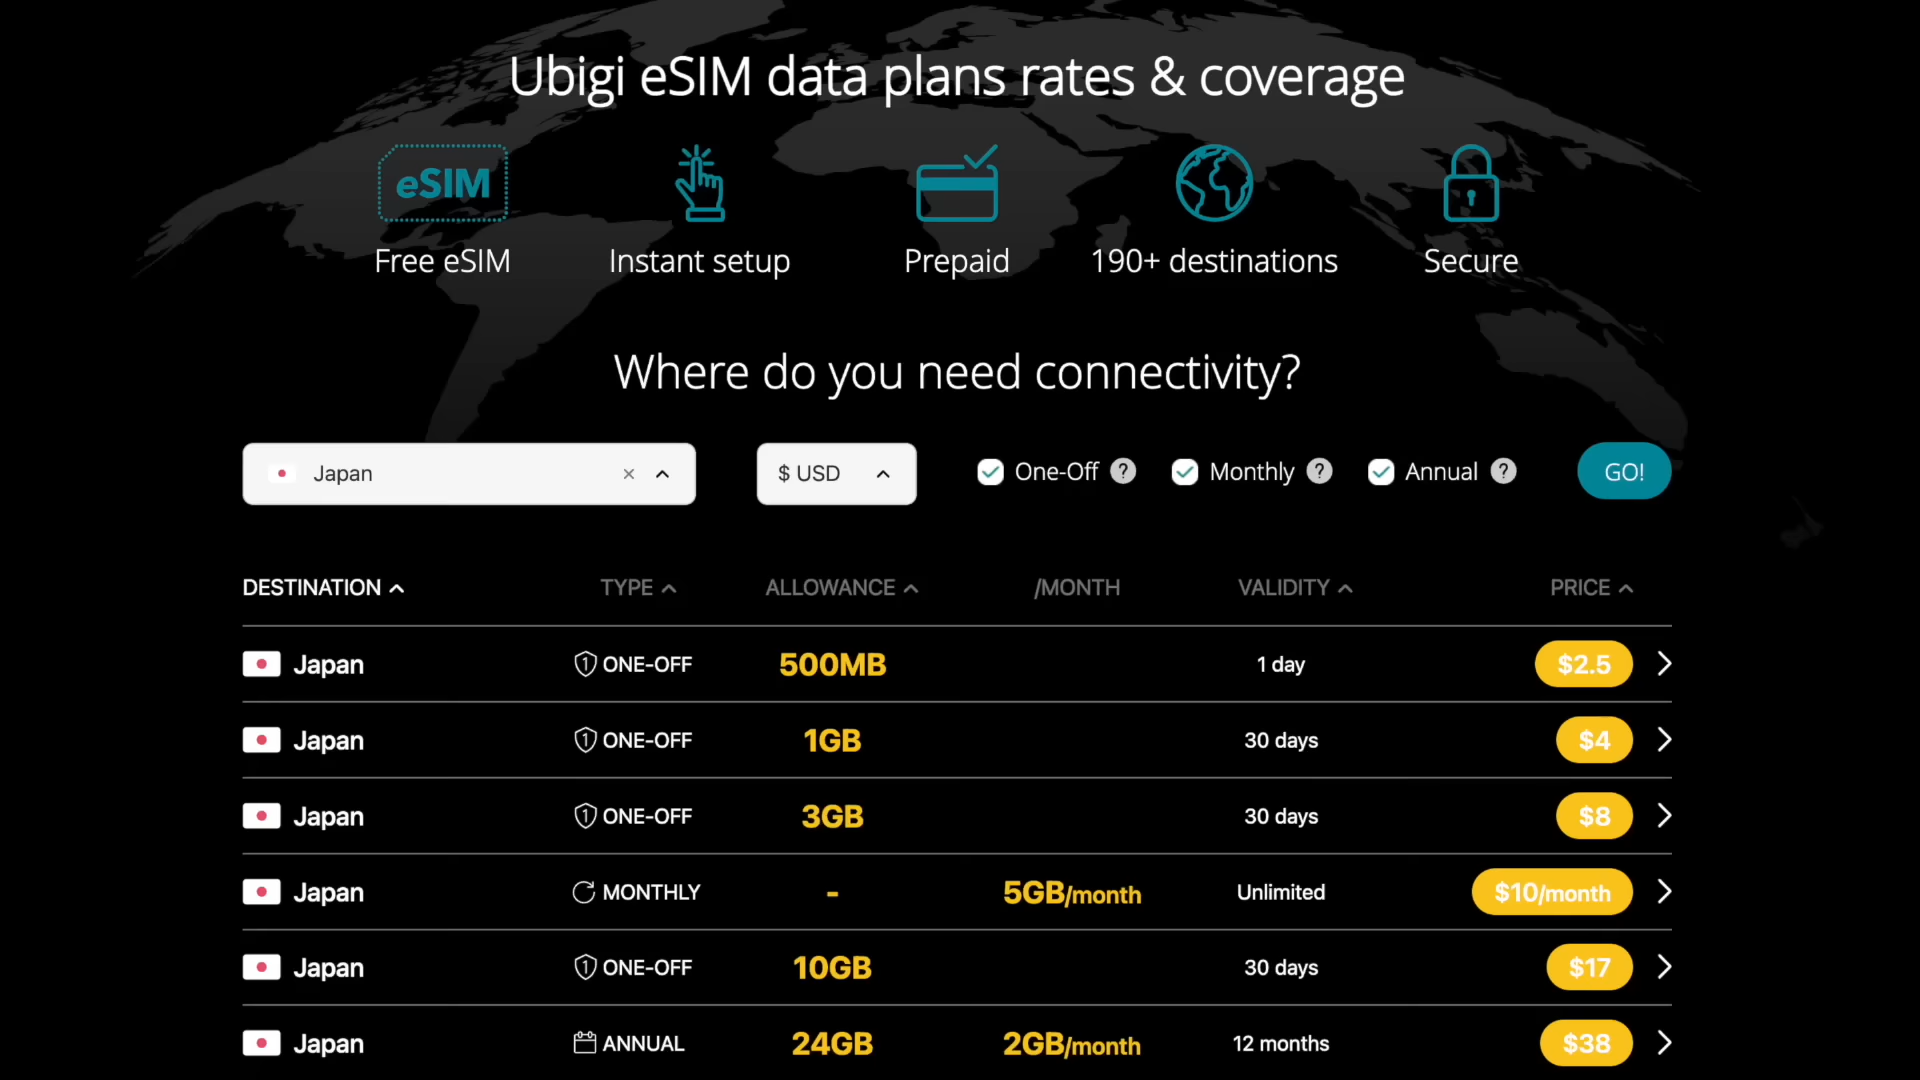 Ubigi eSIM data plans rates & coverage
eSIM
Free eSIM Instant setup Prepaid 190+ destinations Secure
Where do you need connectivity?
Japan × $ USD One-Off ? Monthly ? Annual ? GO!
DESTINATION TYPE ALLOWANCE /MONTH VALIDITY PRICE
Japan 1 ONE-OFF 500MB 1 day $2.5
Japan 1 ONE-OFF 1GB 30 days $4
Japan 1 ONE-OFF 3GB 30 days $8
Japan MONTHLY - 5GB/month Unlimited $10/month
Japan 1 ONE-OFF 10GB 30 days $17
Japan ANNUAL 24GB 2GB/month 12 months $38